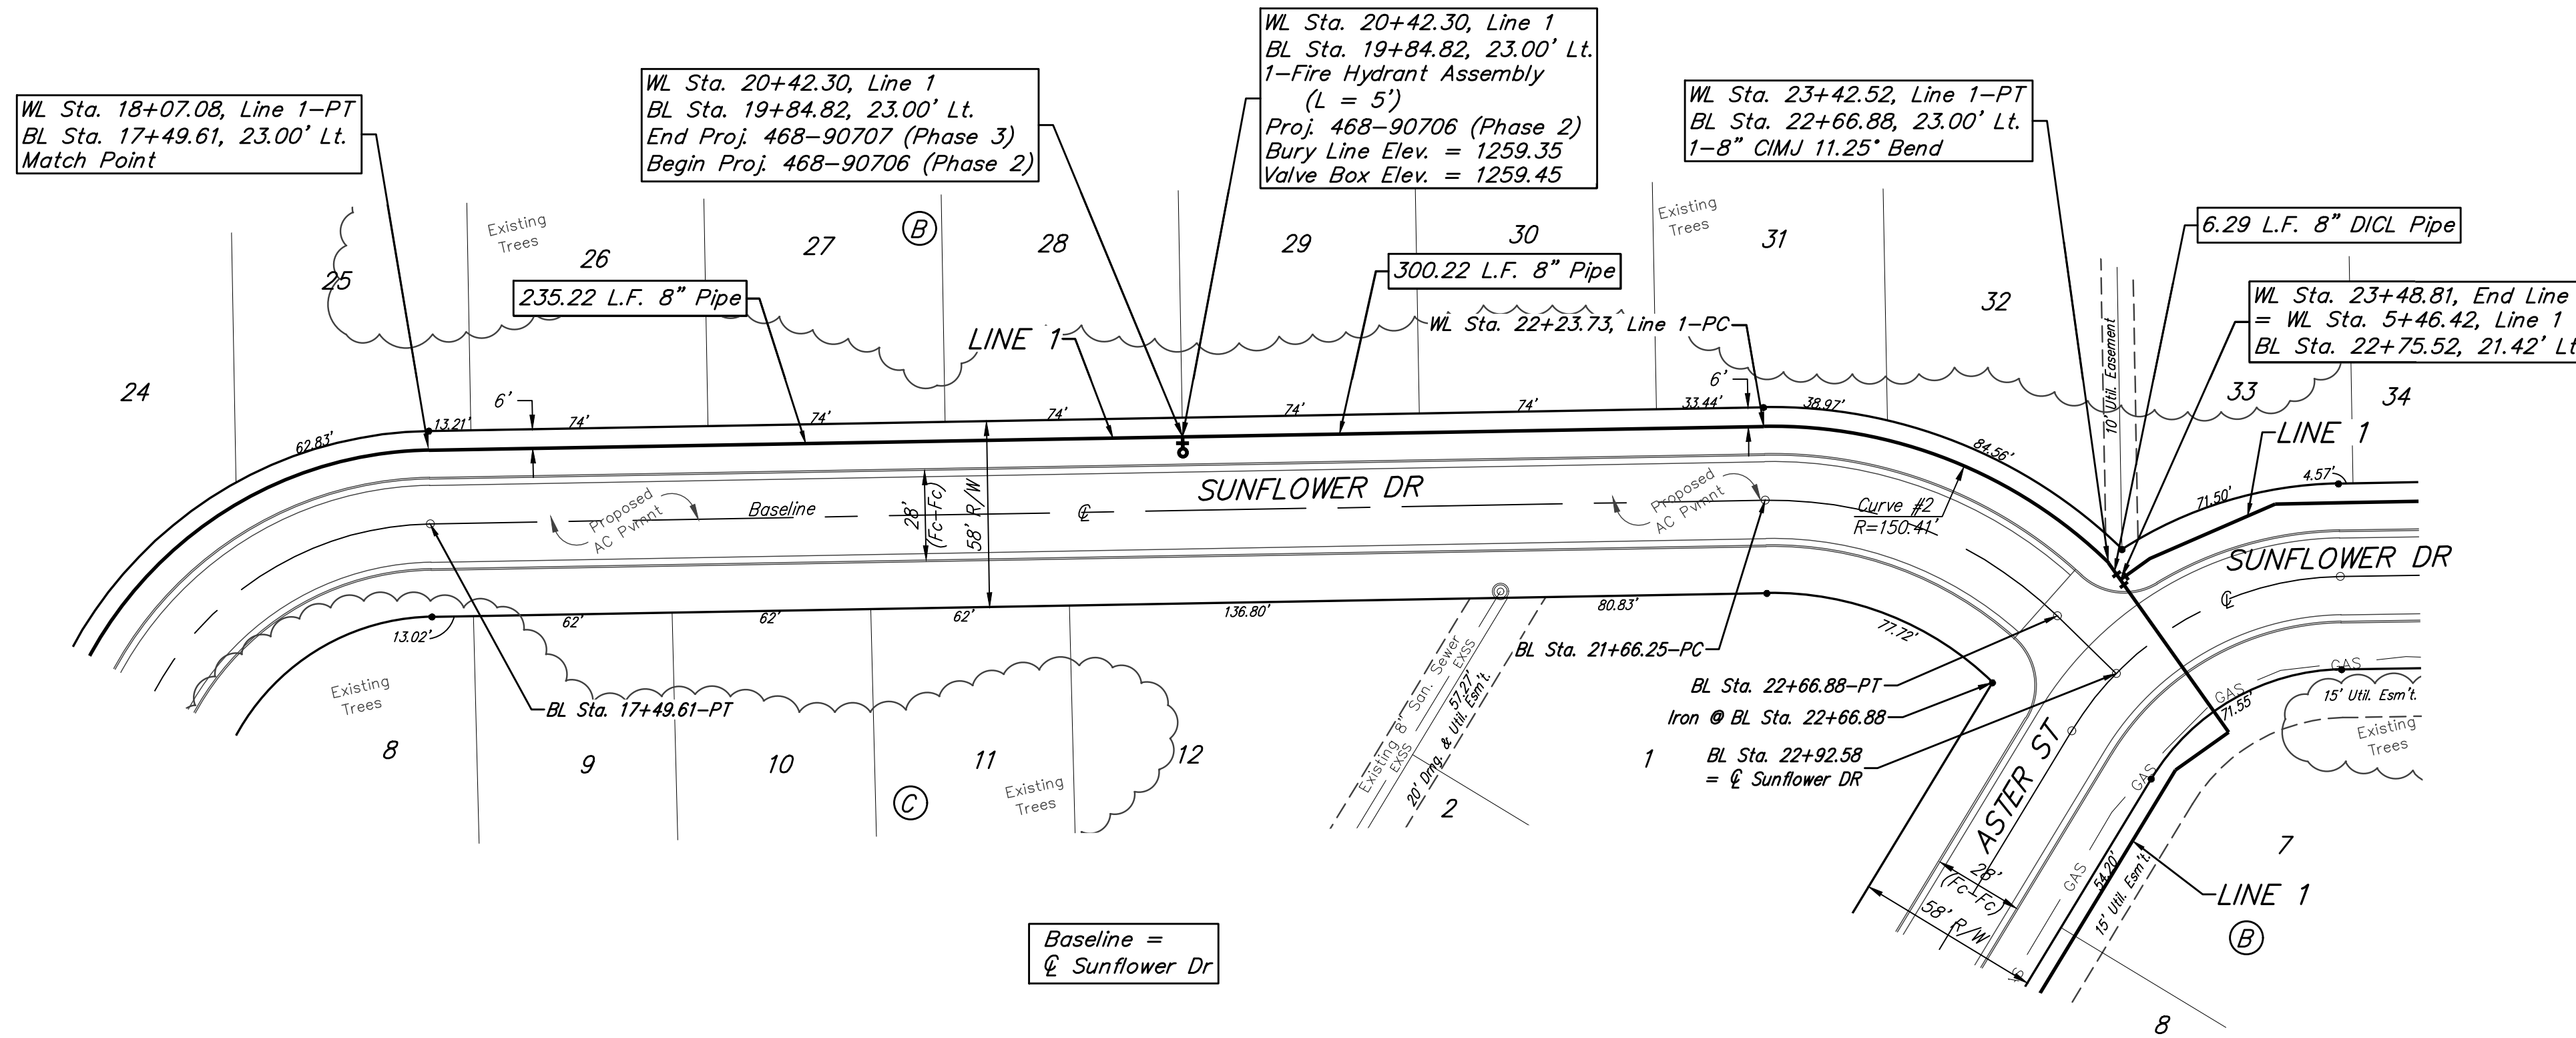 WL Sta. 18+07.08, Line 1-PT
BL Sta. 17+49.61, 23.00' Lt.
Match Point
WL Sta. 20+42.30, Line 1
BL Sta. 19+84.82, 23.00' Lt.
End Proj. 468-90707 (Phase 3)
Begin Proj. 468-90706 (Phase 2)
WL Sta. 20+42.30, Line 1
BL Sta. 19+84.82, 23.00' Lt.
1-Fire Hydrant Assembly
(L = 5')
Proj. 468-90706 (Phase 2)
Bury Line Elev. = 1259.35
Valve Box Elev. = 1259.45
WL Sta. 23+42.52, Line 1-PT
BL Sta. 22+66.88, 23.00' Lt.
1-8" CIMJ 11.25° Bend
6.29 L.F. 8" DICL Pipe
WL Sta. 23+48.81, End Line
= WL Sta. 5+46.42, Line 1
BL Sta. 22+75.52, 21.42' Lt
Existing
Trees
Existing
Trees
24
25
26
27
B
28
29
30
31
32
33
34
235.22 L.F. 8" Pipe
300.22 L.F. 8" Pipe
LINE 1
WL Sta. 22+23.73, Line 1-PC
10' Util. Easement
LINE 1
6'
6'
62.83'
13.21'
74'
74'
74'
74'
74'
33.44'
38.97'
84.56'
71.50'
4.57'
SUNFLOWER DR
Proposed
AC Pvmnt
Baseline
28'
(Fc-Fc)
58' R/W
℄
Proposed
AC Pvmnt
Curve #2
R=150.41'
SUNFLOWER DR
℄
13.02'
62'
62'
62'
136.80'
80.83'
77.72'
BL Sta. 17+49.61-PT
BL Sta. 21+66.25-PC
BL Sta. 22+66.88-PT
Iron @ BL Sta. 22+66.88
BL Sta. 22+92.58
= ℄ Sunflower DR
Existing
Trees
8
9
10
11
12
C
Existing
Trees
Existing 8" San. Sewer
EXSS
EXSS
57.27'
20' Drng. & Util. Esm't.
1
2
ASTER ST
28'
(Fc-Fc)
58' R/W
GAS
GAS
GAS
GAS
71.55'
15' Util. Esm't.
Existing
Trees
54.20'
15' Util. Esm't.
7
LINE 1
B
8
Baseline =
℄ Sunflower Dr